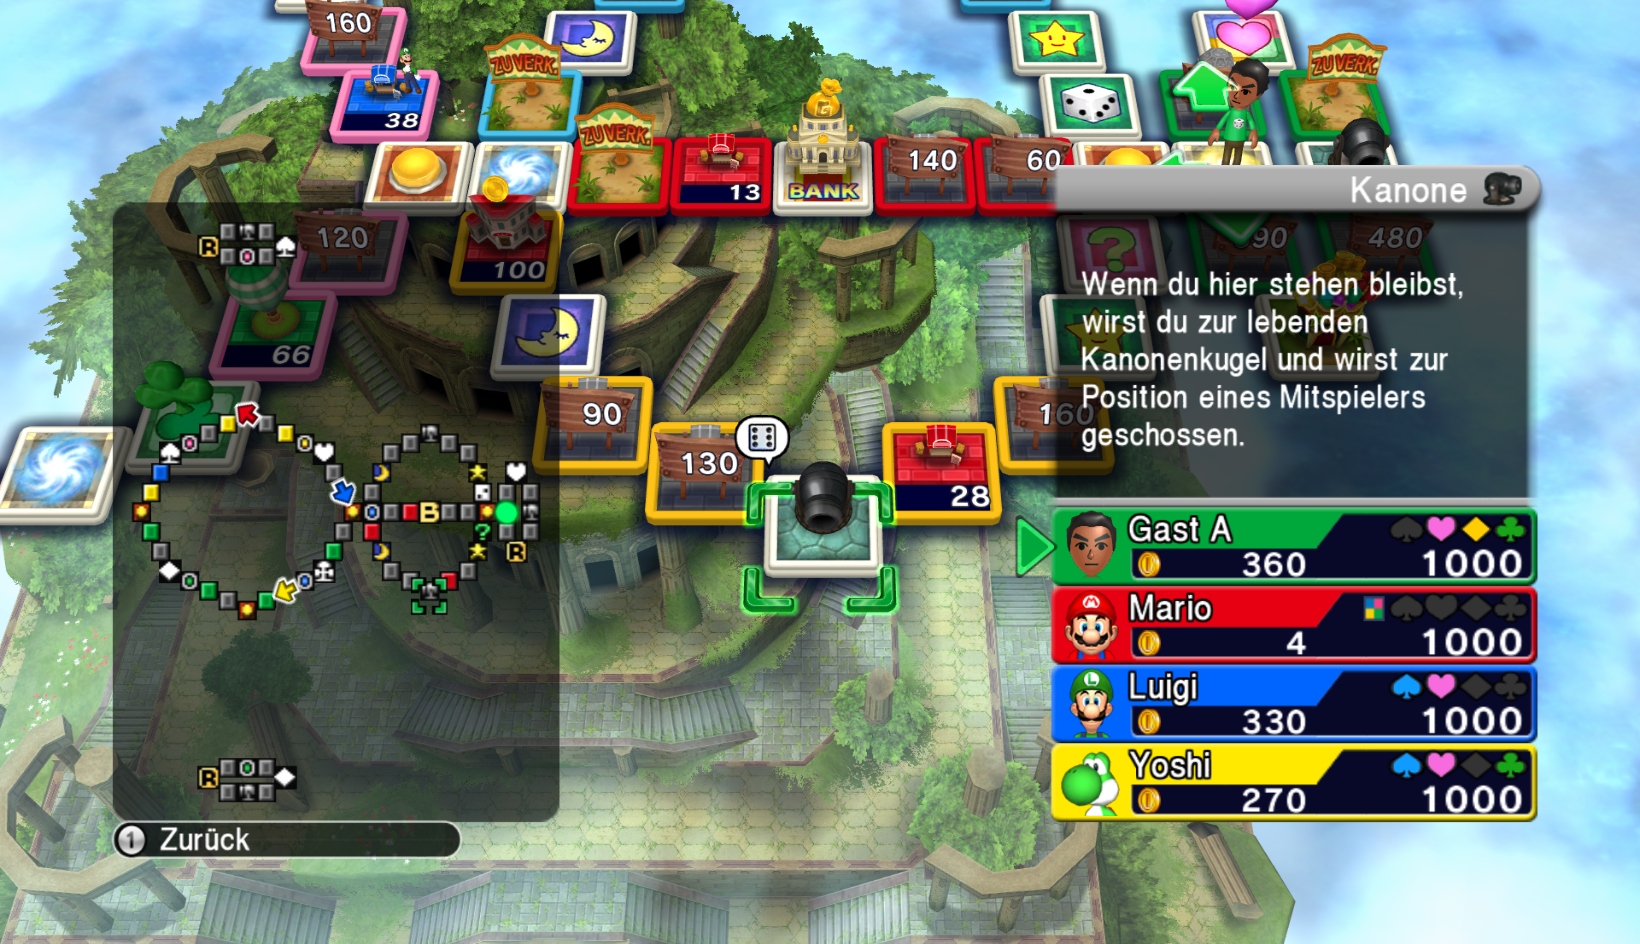 160
ZU VERK.
ZU VERK.
38
ZU VERK.
13
BANK
140
60
Kanone
R
120
100
90
480
Wenn du hier stehen bleibst,
wirst du zur lebenden
Kanonenkugel und wirst zur
Position eines Mitspielers
geschossen.
66
90
160
130
28
B
R
Gast A
360
1000
Mario
4
1000
Luigi
330
1000
Yoshi
270
1000
R
1 Zurück